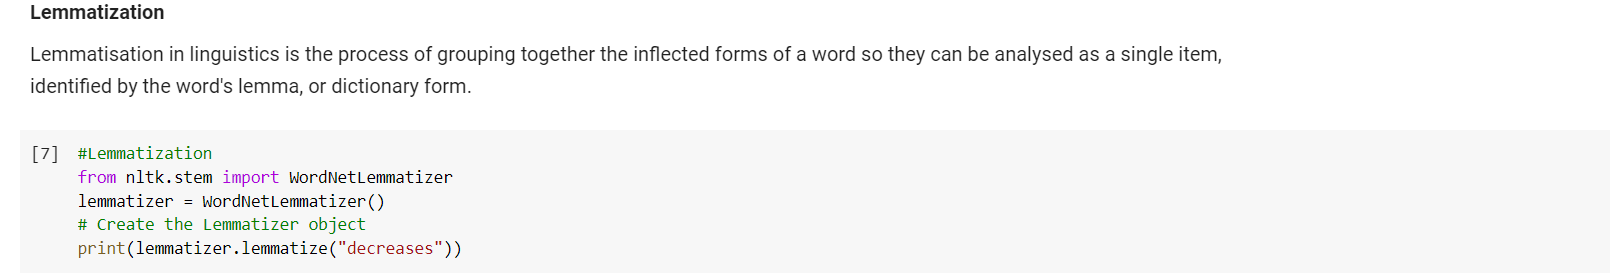 Lemmatization
Lemmatisation in linguistics is the process of grouping together the inflected forms of a word so they can be analysed as a single item,
identified by the word's lemma, or dictionary form.
[7] #Lemmatization
from nltk.stem import WordNetLemmatizer
lemmatizer = WordNetLemmatizer()
# Create the Lemmatizer object
print(lemmatizer.lemmatize("decreases"))